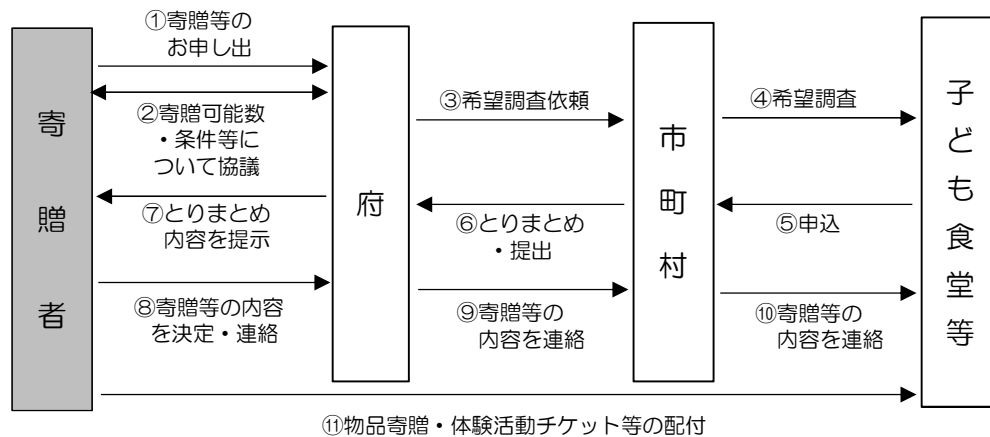 ①寄贈等の
お申し出
②寄贈可能数
・条件等に
ついて協議
③希望調査依頼
④希望調査
寄贈者
府
市町村
子ども食堂等
⑦とりまとめ
内容を提示
⑥とりまとめ
・提出
⑤申込
⑧寄贈等の内容
を決定・連絡
⑨寄贈等の
内容を連絡
⑩寄贈等の
内容を連絡
⑪物品寄贈・体験活動チケット等の配付